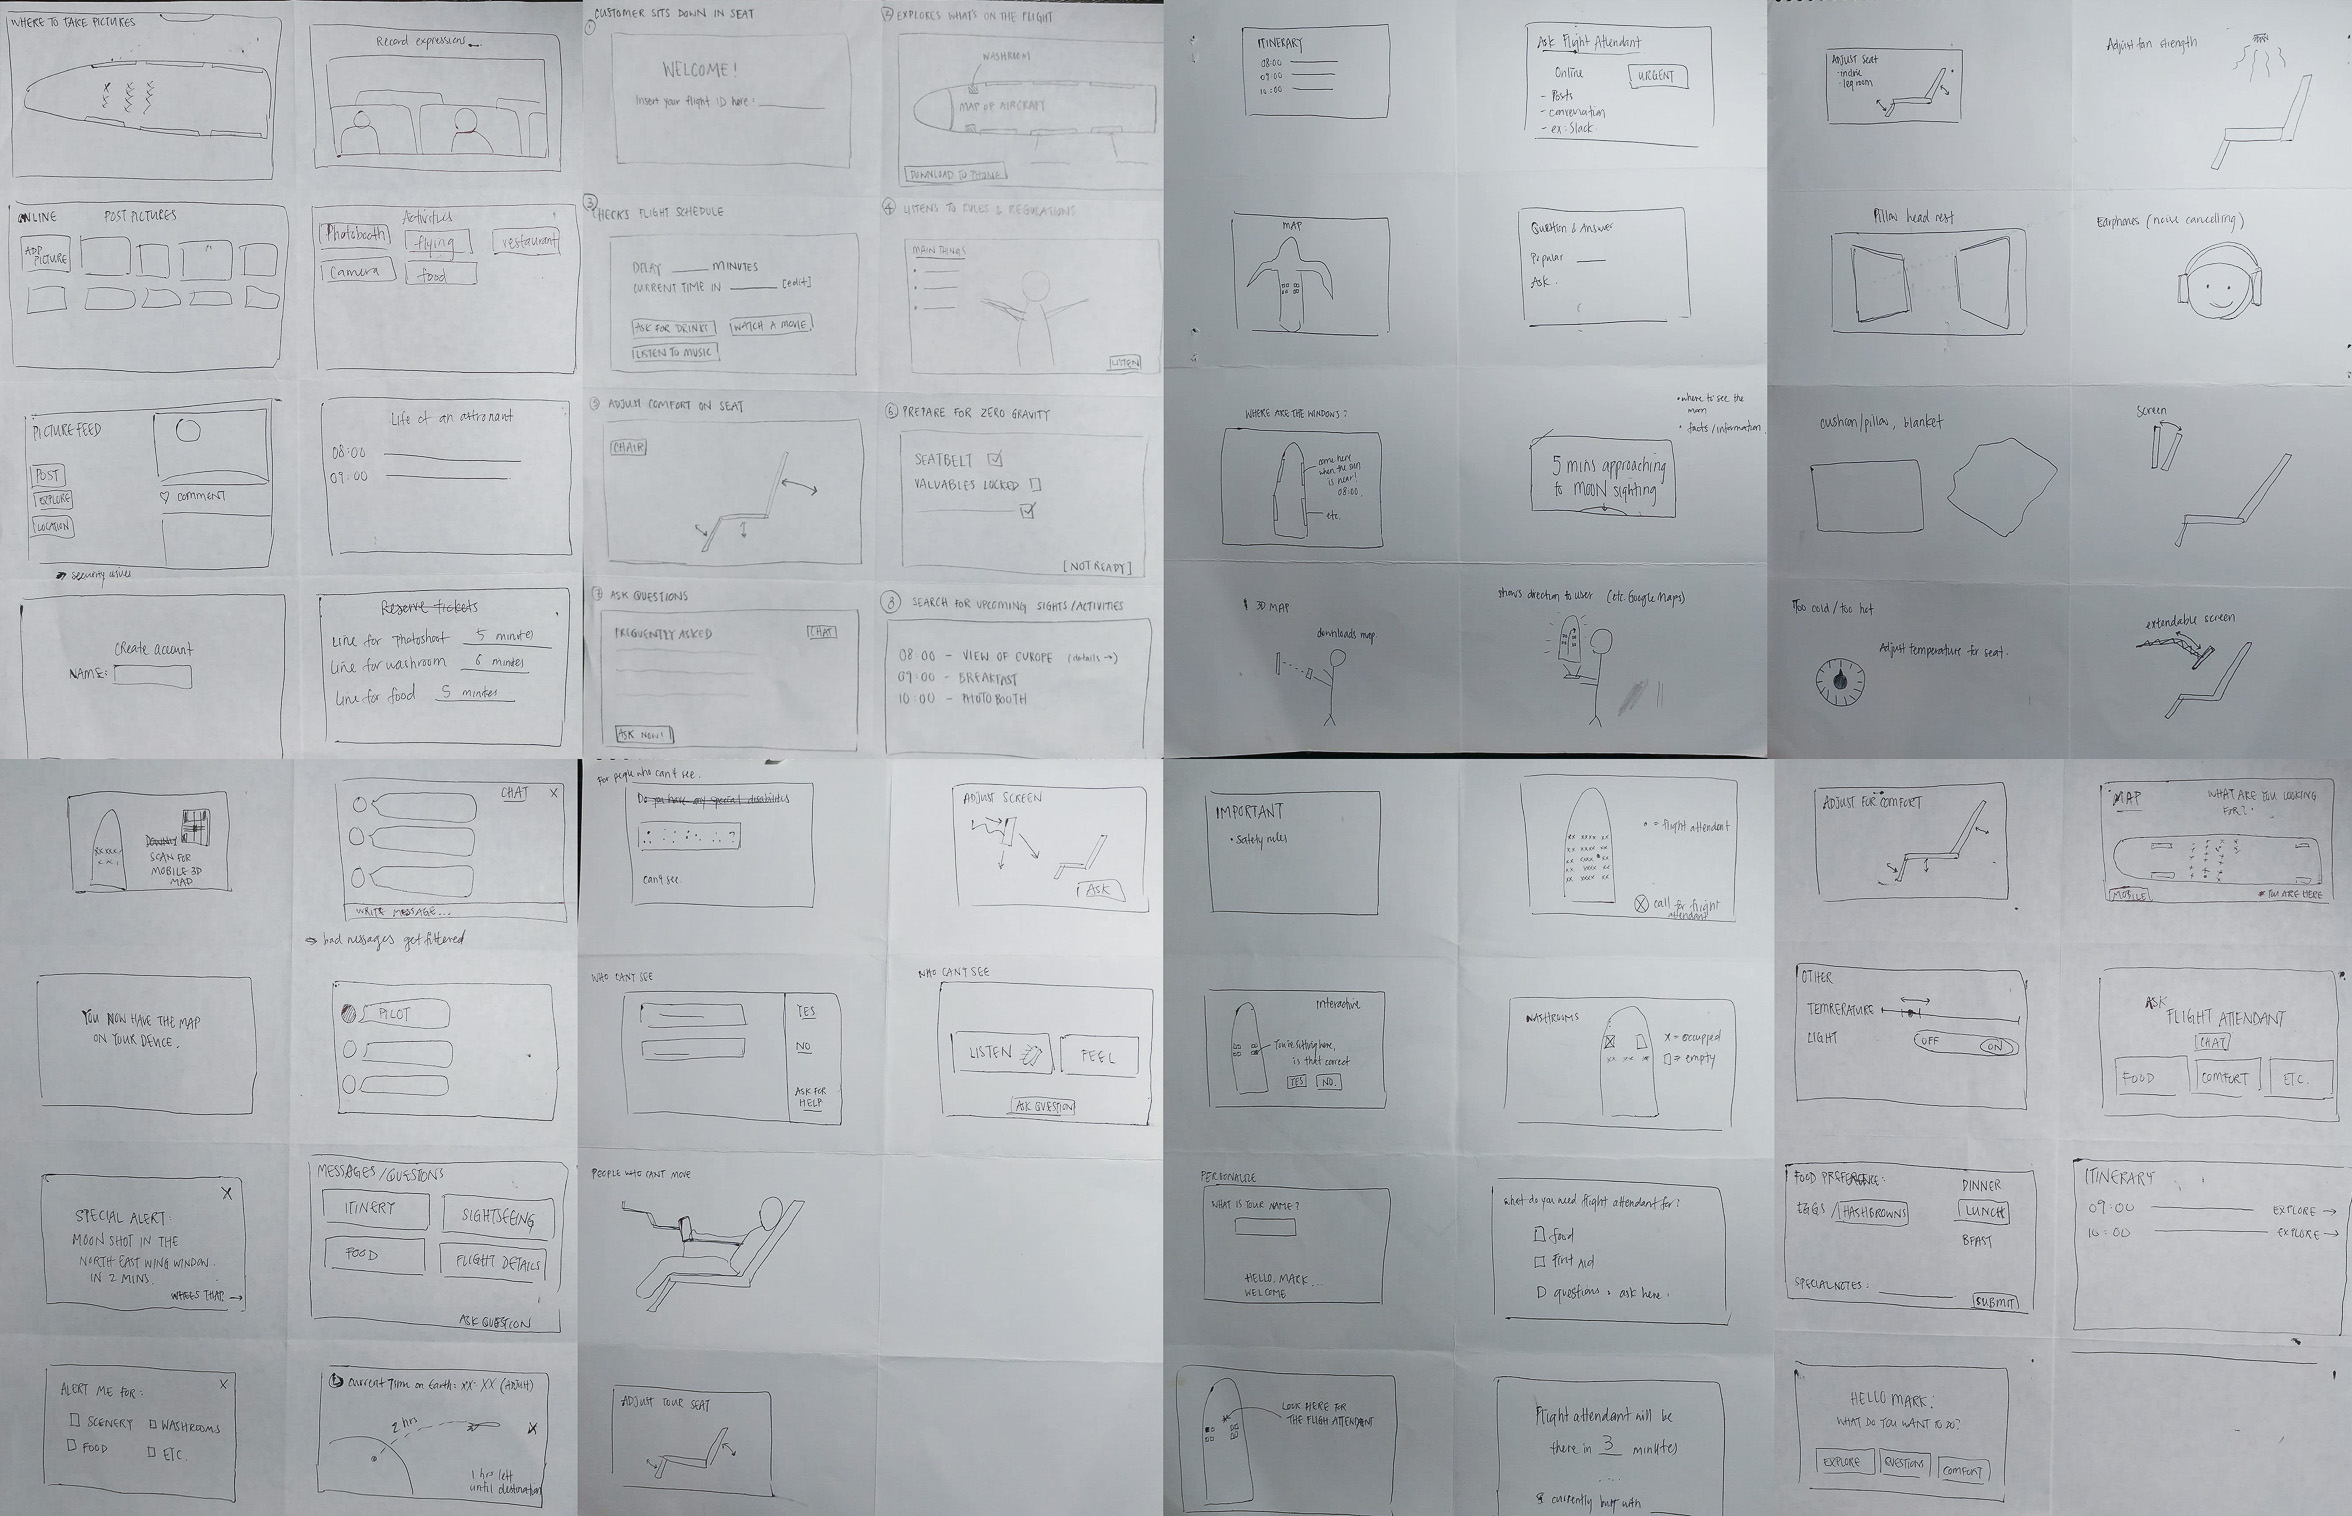 WHERE TO TAKE PICTURES
Record expressions
ONLINE POST PICTURES
ADD PICTURE
Activities
Photobooth
flying
restaurant
Camera
food
PICTURE FEED
POST
EXPLORE
LOCATION
COMMENT
Life of an astronaut
08:00
09:00
security issues
Create account
NAME:
Reserve tickets
Line for Photoshoot 5 minutes
Line for washroom 6 minutes
Line for food 5 minutes
① CUSTOMER SITS DOWN IN SEAT
WELCOME!
Insert your flight ID here:
② EXPLORES WHAT'S ON THE FLIGHT
WASHROOM
MAP OF AIRCRAFT
DOWNLOAD TO PHONE
③ CHECKS FLIGHT SCHEDULE
DELAY ____ MINUTES
CURRENT TIME IN ____ [edit]
ASK FOR DRINKS
WATCH A MOVIE
LISTEN TO MUSIC
④ LISTENS TO RULES & REGULATIONS
MAIN THINGS
LISTEN
⑤ ADJUST COMFORT ON SEAT
CHAIR
⑥ PREPARE FOR ZERO GRAVITY
SEATBELT
VALUABLES LOCKED
[NOT READY]
⑦ ASK QUESTIONS
FREQUENTLY ASKED
CHAT
ASK NOW!
⑧ SEARCH FOR UPCOMING SIGHTS/ACTIVITIES
08:00 – VIEW OF EUROPE (details →)
09:00 – BREAKFAST
10:00 – PHOTOBOOTH
ITINERARY
08:00
09:00
10:00
Ask Flight Attendant
Online
URGENT
- Posts
- conversation
- ex: Slack
MAP
Question & Answer
Popular
Ask.
WHERE ARE THE WINDOWS?
come here
when the sun
is near!
08:00.
etc.
• where to see the
moon
• facts/information
5 mins approaching
to MOON sighting
3D MAP
downloads map.
shows direction to user (etc. Google Maps)
ADJUST SEAT
- incline
- leg room
Adjust fan strength
Pillow head rest
Earphones (noise cancelling)
cushion/pillow, blanket
Screen
Too cold/too hot
Adjust temperature for seat.
extendable screen
SCAN FOR
MOBILE 3D
MAP
CHAT X
WRITE MESSAGE...
→ bad messages get filtered
YOU NOW HAVE THE MAP
ON YOUR DEVICE.
PILOT
X
SPECIAL ALERT:
MOON SHOT IN THE
NORTH EAST WING WINDOW
IN 2 MINS.
WHERES THAT →
MESSAGES/QUESTIONS
ITINERY
SIGHTSEEING
FOOD
FLIGHT DETAILS
ASK QUESTION
ALERT ME FOR: X
SCENERY
WASHROOMS
FOOD
ETC.
Current Time on Earth: XX:XX (ADJUST)
2 hrs
X
1 hrs left
until destination
For people who can't see.
Do you have any special disabilities
?
can't see.
ADJUST SCREEN
ASK
WHO CAN'T SEE
YES
NO
ASK FOR
HELP
WHO CAN'T SEE
LISTEN
FEEL
ASK QUESTION
PEOPLE WHO CAN'T MOVE
ADJUST YOUR SEAT
IMPORTANT
• Safety rules
• = flight attendant
call for flight
attendant
Interactive
You're sitting here,
is that correct
YES
NO.
WASHROOMS
X = occupped
= empty
PERSONALIZE
WHAT IS YOUR NAME?
HELLO, MARK...
WELCOME
What do you need flight attendant for?
food
First Aid
questions • ask here.
LOOK HERE FOR
THE FLIGH ATTENDANT
Flight attendant will be
there in 3 minutes
....
currently busy with
ADJUST FOR COMFORT
MAP WHAT ARE YOU LOOKING
FOR?
MOBILE
* YOU ARE HERE
OTHER
TEMPERATURE
LIGHT OFF ON
ASK
FLIGHT ATTENDANT
CHAT
FOOD
COMFORT
ETC.
FOOD PREFERENCE:
DINNER
EGGS / HASHBROWNS
LUNCH
BFAST
SPECIAL NOTES:
SUBMIT
ITINERARY
09:00 EXPLORE →
10:00 EXPLORE →
HELLO MARK!
WHAT DO YOU WANT TO DO?
EXPLORE
QUESTIONS
COMFORT